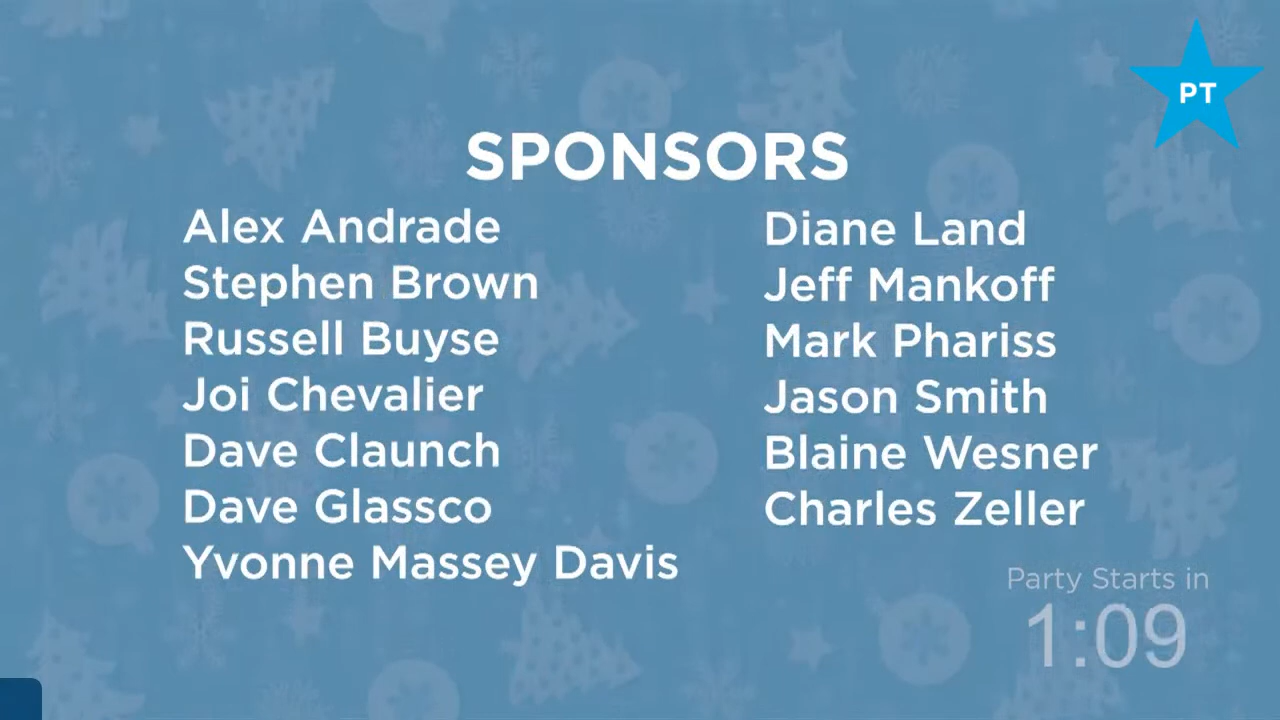 PT
SPONSORS
Alex Andrade
Stephen Brown
Russell Buyse
Joi Chevalier
Dave Claunch
Dave Glassco
Yvonne Massey Davis
Diane Land
Jeff Mankoff
Mark Phariss
Jason Smith
Blaine Wesner
Charles Zeller
Party Starts in
1:09